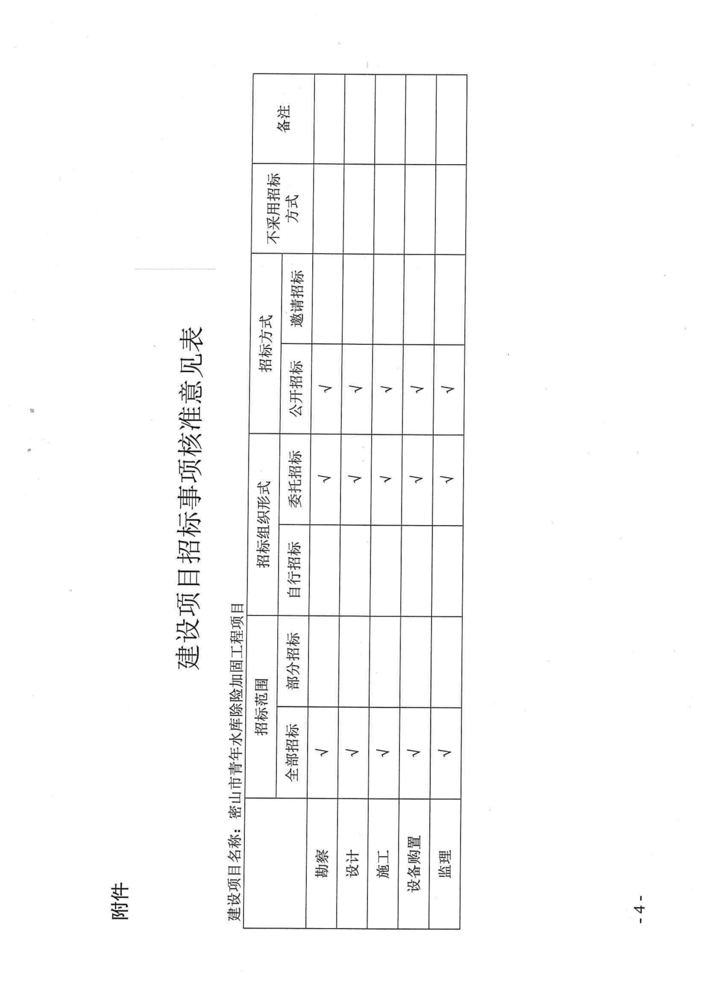 附件
建设项目招标事项核准意见表
建设项目名称：密山市青年水库除险加固工程项目
招标范围 招标组织形式 招标方式 不采用招标方式 备注
全部招标 部分招标 自行招标 委托招标 公开招标 邀请招标
勘察 √ √ √
设计 √ √ √
施工 √ √ √
设备购置 √ √ √
监理 √ √ √
- 4 -